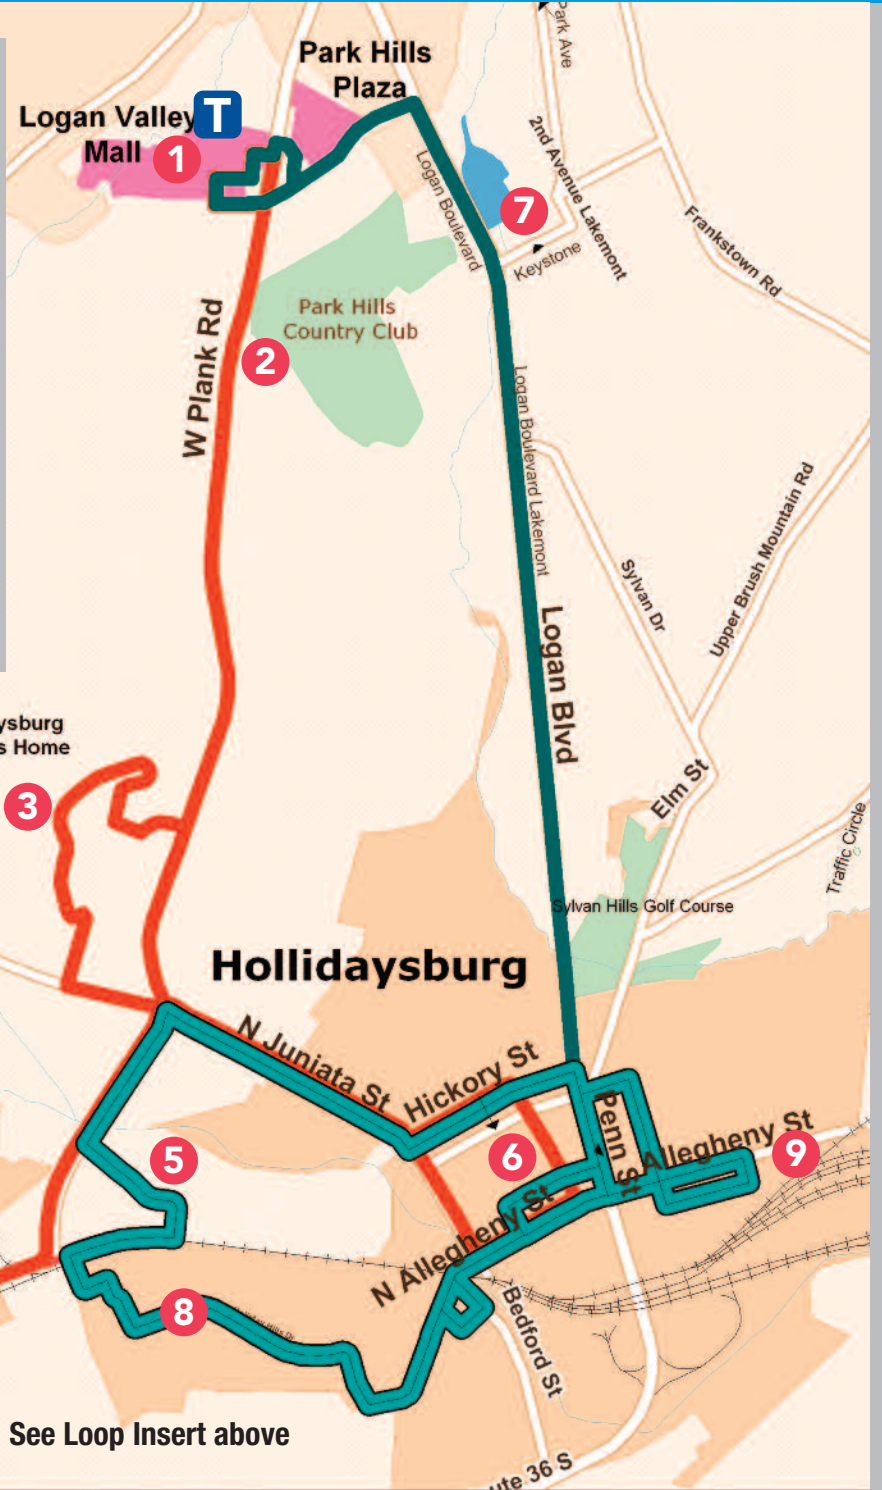 Park Ave
Park Hills
Plaza
Logan Valley
Mall
T
1
2nd Avenue Lakemont
Logan Boulevard
7
Keystone
Frankstown Rd
Park Hills
Country Club
W Plank Rd
2
Logan Boulevard Lakemont
Sylvan Dr
Upper Brush Mountain Rd
Logan Blvd
ysburg
s Home
3
Elm St
Traffic Circle
Sylvan Hills Golf Course
Hollidaysburg
N Juniata St
Hickory St
Penn St
Allegheny St
5
6
9
N Allegheny St
8
Bedford St
See Loop Insert above
ute 36 S